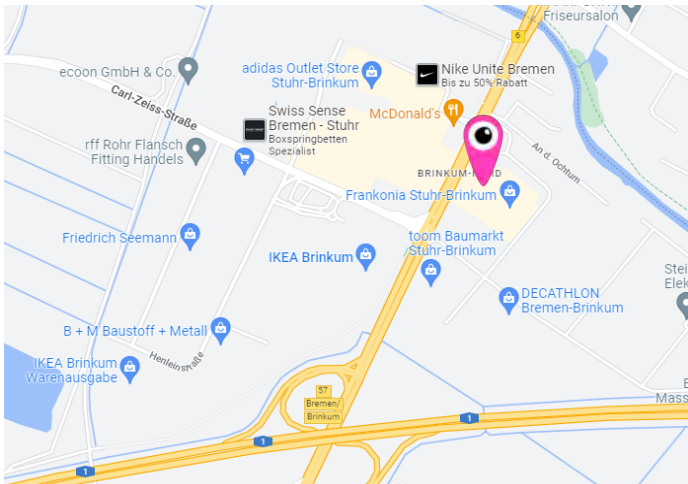 Friseursalon
6
ecoon GmbH & Co.
adidas Outlet Store
Stuhr-Brinkum
Nike Unite Bremen
Bis zu 50% Rabatt
Carl-Zeiss-Straße
Swiss Sense
Bremen - Stuhr
Boxspringbetten
Spezialist
McDonald's
rff Rohr Flansch
Fitting Handels
An d. Ochtum
Frankonia Stuhr-Brinkum
Friedrich Seemann
IKEA Brinkum
toom Baumarkt
Stuhr-Brinkum
Stei
Elek
DECATHLON
Bremen-Brinkum
B + M Baustoff + Metall
Henleinstraße
IKEA Brinkum
Warenausgabe
57
Bremen/
Brinkum
Mass
1
1
1